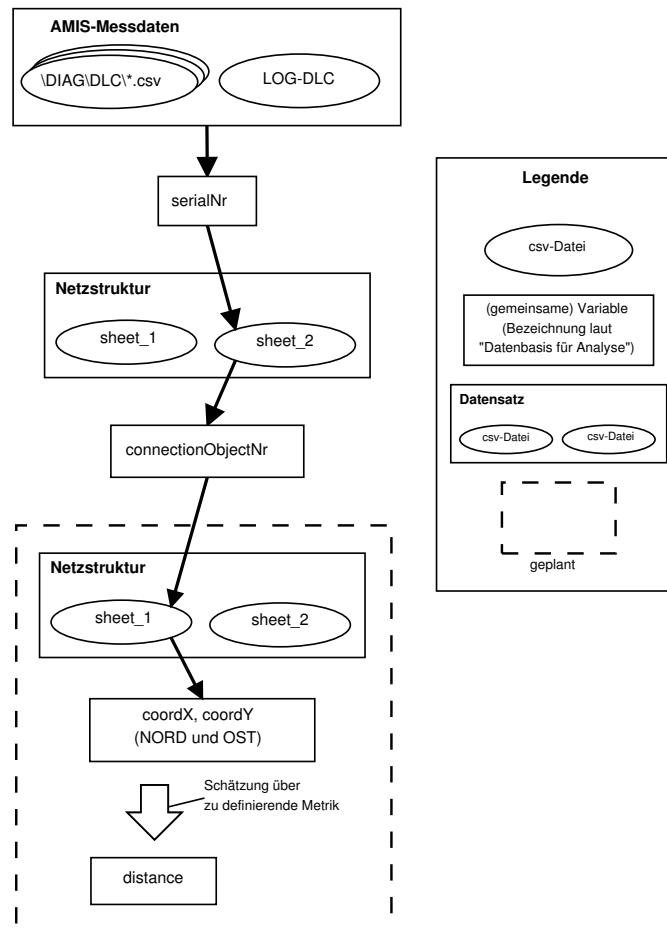 AMIS-Messdaten
\DIAG\DLC\*.csv
LOG-DLC
serialNr
Netzstruktur
sheet_1
sheet_2
connectionObjectNr
Netzstruktur
sheet_1
sheet_2
coordX, coordY
(NORD und OST)
Schätzung über
zu definierende Metrik
distance
Legende
csv-Datei
(gemeinsame) Variable
(Bezeichnung laut
"Datenbasis für Analyse")
Datensatz
csv-Datei
csv-Datei
geplant